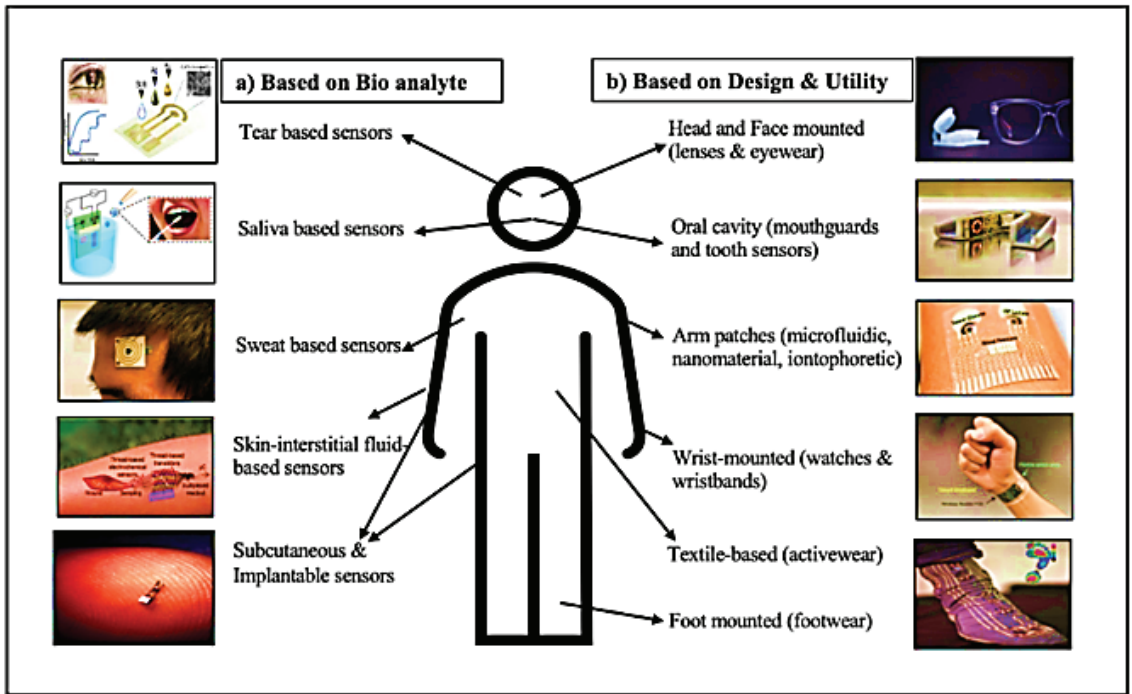 a) Based on Bio analyte
Tear based sensors
Saliva based sensors
Sweat based sensors
Skin-interstitial fluid-
based sensors
Subcutaneous &
Implantable sensors
b) Based on Design & Utility
Head and Face mounted
(lenses & eyewear)
Oral cavity (mouthguards
and tooth sensors)
Arm patches (microfluidic,
nanomaterial, iontophoretic)
Wrist-mounted (watches &
wristbands)
Textile-based (activewear)
Foot mounted (footwear)